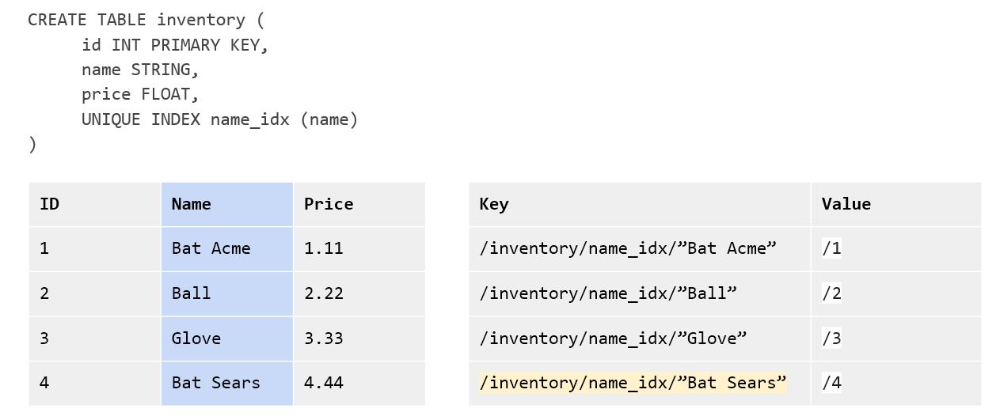 CREATE TABLE inventory (
id INT PRIMARY KEY,
name STRING,
price FLOAT,
UNIQUE INDEX name_idx (name)
)
ID Name Price
1 Bat Acme 1.11
2 Ball 2.22
3 Glove 3.33
4 Bat Sears 4.44
Key Value
/inventory/name_idx/”Bat Acme” /1
/inventory/name_idx/”Ball” /2
/inventory/name_idx/”Glove” /3
/inventory/name_idx/”Bat Sears” /4